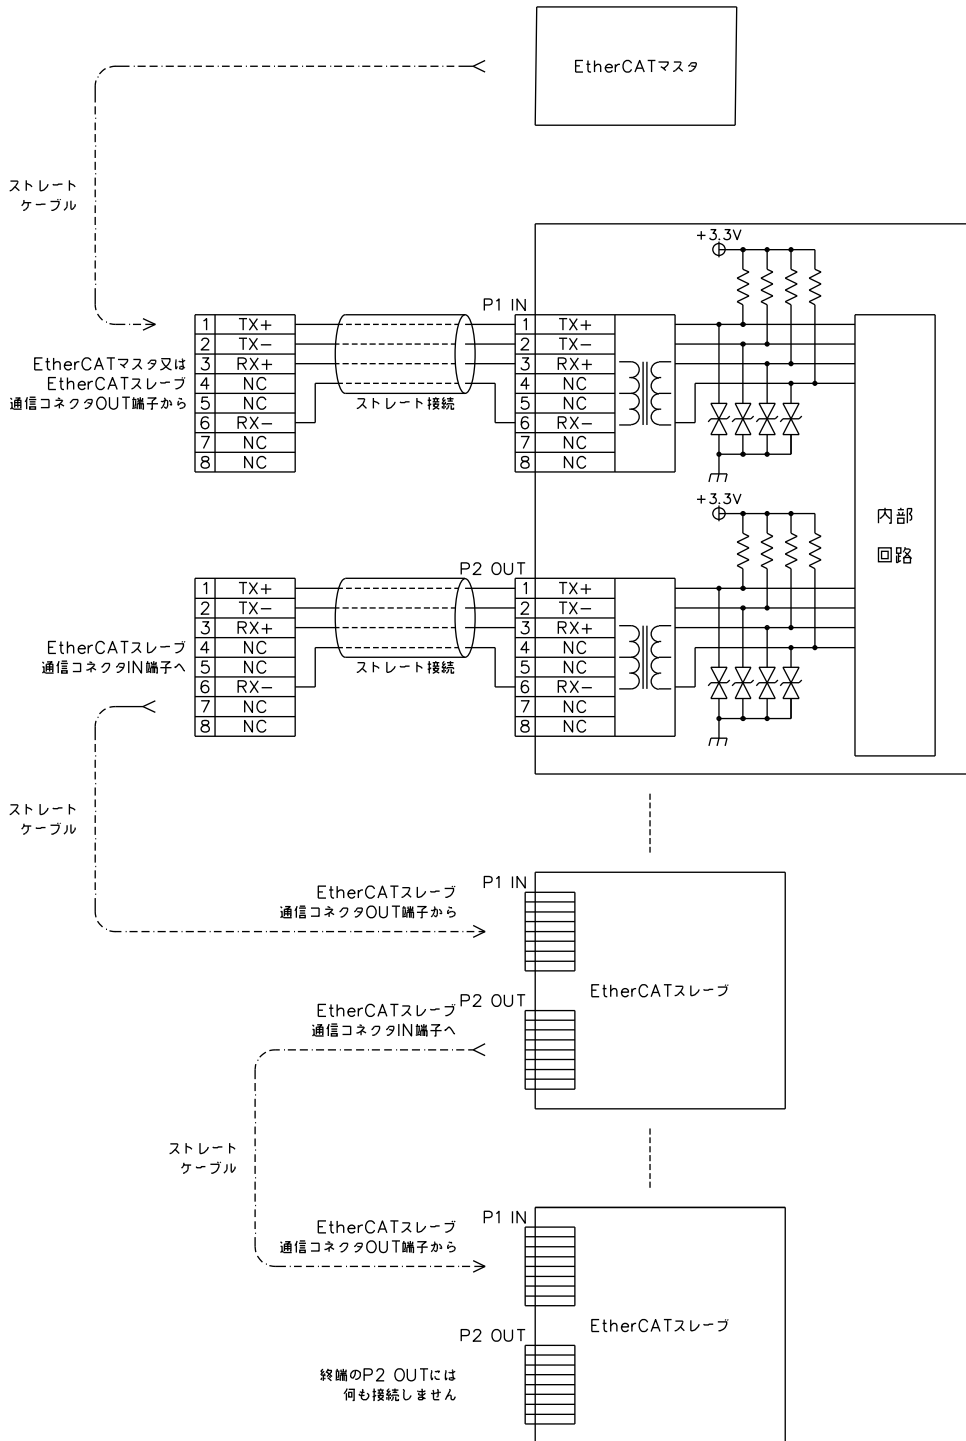 EtherCATマスタ
ストレート
ケーブル
+3.3V
P1 IN
1 TX+
2 TX-
3 RX+
4 NC
5 NC
6 RX-
7 NC
8 NC
EtherCATマスタ又は
EtherCATスレーブ
通信コネクタOUT端子から
ストレート接続
1 TX+
2 TX-
3 RX+
4 NC
5 NC
6 RX-
7 NC
8 NC
内部
回路
+3.3V
P2 OUT
1 TX+
2 TX-
3 RX+
4 NC
5 NC
6 RX-
7 NC
8 NC
EtherCATスレーブ
通信コネクタIN端子へ
ストレート接続
1 TX+
2 TX-
3 RX+
4 NC
5 NC
6 RX-
7 NC
8 NC
ストレート
ケーブル
P1 IN
EtherCATスレーブ
通信コネクタOUT端子から
EtherCATスレーブ
P2 OUT
EtherCATスレーブ
通信コネクタIN端子へ
ストレート
ケーブル
P1 IN
EtherCATスレーブ
通信コネクタOUT端子から
EtherCATスレーブ
P2 OUT
終端のP2 OUTには
何も接続しません